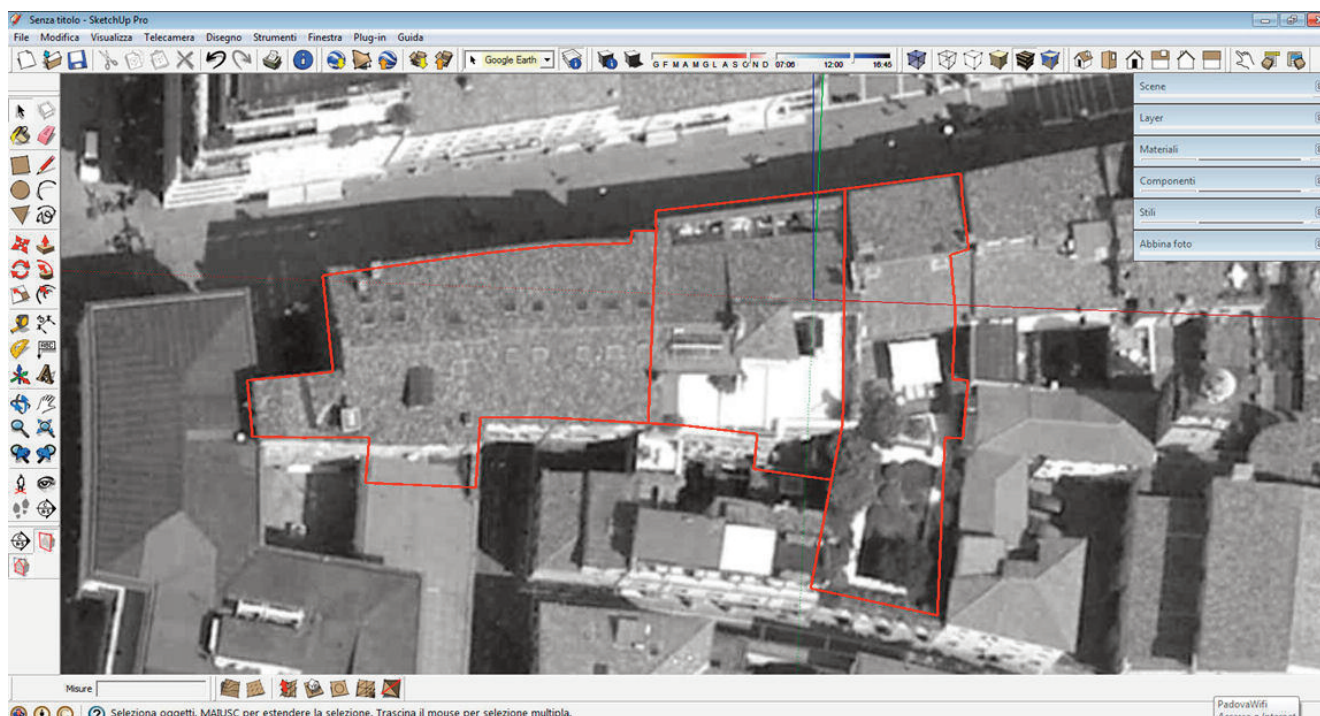 Senza titolo - SketchUp Pro
File Modifica Visualizza Telecamera Disegno Strumenti Finestra Plug-in Guida
Google Earth
G F M A M G L A S O N D 07:06 12:00 16:45
Scene
Layer
Materiali
Componenti
Stili
Abbina foto
ABC
Misure
Seleziona oggetti. MAIUSC per estendere la selezione. Trascina il mouse per selezione multipla.
PadovaWifi